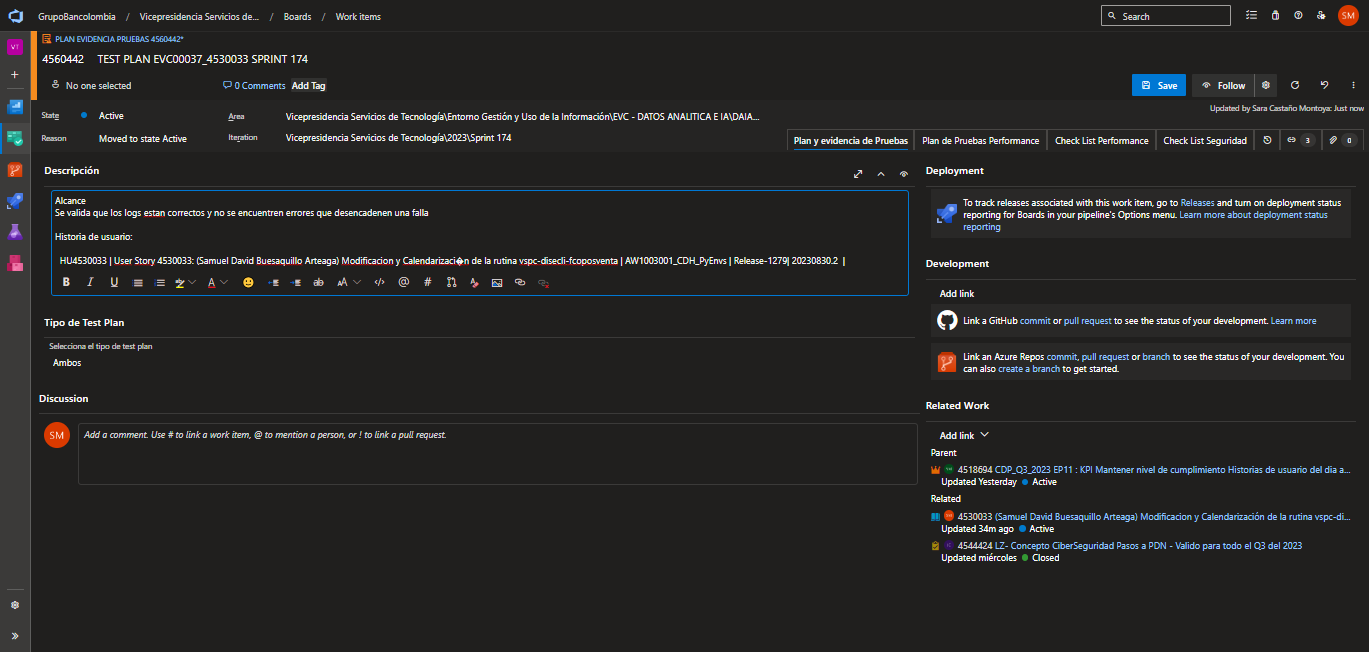 GrupoBancolombia / Vicepresidencia Servicios de... / Boards / Work items
Search
SM
VT
PLAN EVIDENCIA PRUEBAS 4560442*
4560442 TEST PLAN EVC00037_4530033 SPRINT 174
No one selected
0 Comments
Add Tag
Save
Follow
Updated by Sara Castaño Montoya: Just now
State Active
Area Vicepresidencia Servicios de Tecnología\Entorno Gestión y Uso de la Información\EVC - DATOS ANALITICA E IA\DAIA...
Reason Moved to state Active
Iteration Vicepresidencia Servicios de Tecnología\2023\Sprint 174
Plan y evidencia de Pruebas
Plan de Pruebas Performance
Check List Performance
Check List Seguridad
3
0
Descripción
Alcance
Se valida que los logs estan correctos y no se encuentren errores que desencadenen una falla
Historia de usuario:
HU4530033 | User Story 4530033: (Samuel David Buesaquillo Arteaga) Modificacion y Calendarizaci�n de la rutina vspc-disecli-fcoposventa | AW1003001_CDH_PyEnvs | Release-1279| 20230830.2 |
Tipo de Test Plan
Selecciona el tipo de test plan
Ambos
Discussion
SM
Add a comment. Use # to link a work item, @ to mention a person, or ! to link a pull request.
Deployment
To track releases associated with this work item, go to Releases and turn on deployment status
reporting for Boards in your pipeline's Options menu. Learn more about deployment status
reporting
Development
Add link
Link a GitHub commit or pull request to see the status of your development. Learn more
Link an Azure Repos commit, pull request or branch to see the status of your development. You
can also create a branch to get started.
Related Work
Add link
Parent
4518694 CDP_Q3_2023 EP11 : KPI Mantener nivel de cumplimiento Historias de usuario del dia a...
Updated Yesterday Active
Related
4530033 (Samuel David Buesaquillo Arteaga) Modificacion y Calendarización de la rutina vspc-di...
Updated 34m ago Active
4544424 LZ- Concepto CiberSeguridad Pasos a PDN - Valido para todo el Q3 del 2023
Updated miércoles Closed